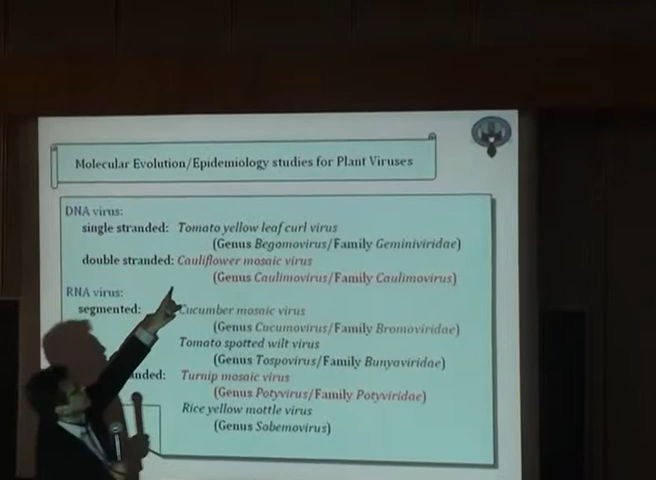 Molecular Evolution/Epidemiology studies for Plant Viruses
DNA virus:
single stranded: Tomato yellow leaf curl virus
(Genus Begomovirus/Family Geminiviridae)
double stranded: Cauliflower mosaic virus
(Genus Caulimovirus/Family Caulimovirus)
RNA virus:
segmented: Cucumber mosaic virus
(Genus Cucumovirus/Family Bromoviridae)
Tomato spotted wilt virus
(Genus Tospovirus/Family Bunyaviridae)
nded: Turnip mosaic virus
(Genus Potyvirus/Family Potyviridae)
Rice yellow mottle virus
(Genus Sobemovirus)